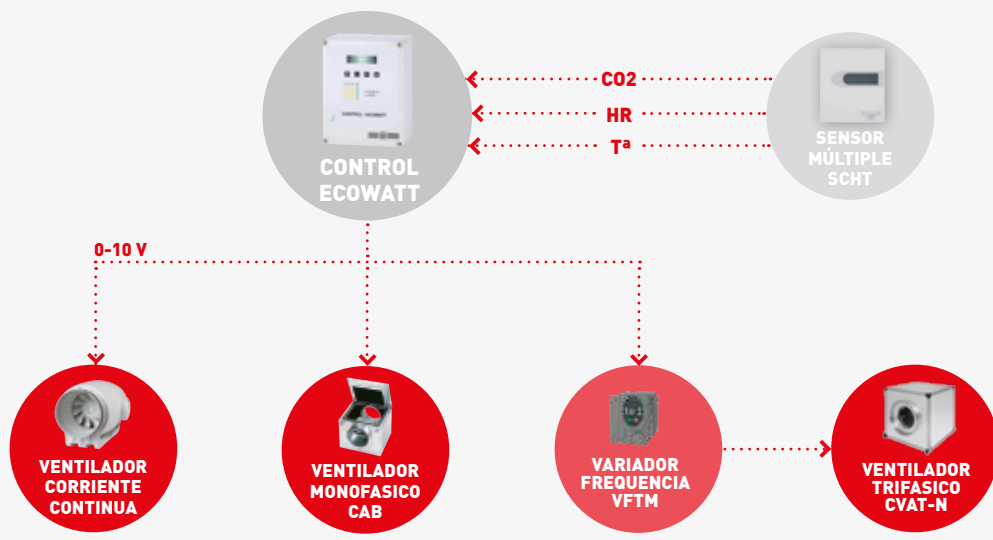 CO2
HR
Tª
CONTROL
ECOWATT
SENSOR
MÚLTIPLE
SCHT
0-10 V
VENTILADOR
CORRIENTE
CONTINUA
VENTILADOR
MONOFASICO
CAB
VARIADOR
FREQUENCIA
VFTM
VENTILADOR
TRIFASICO
CVAT-N